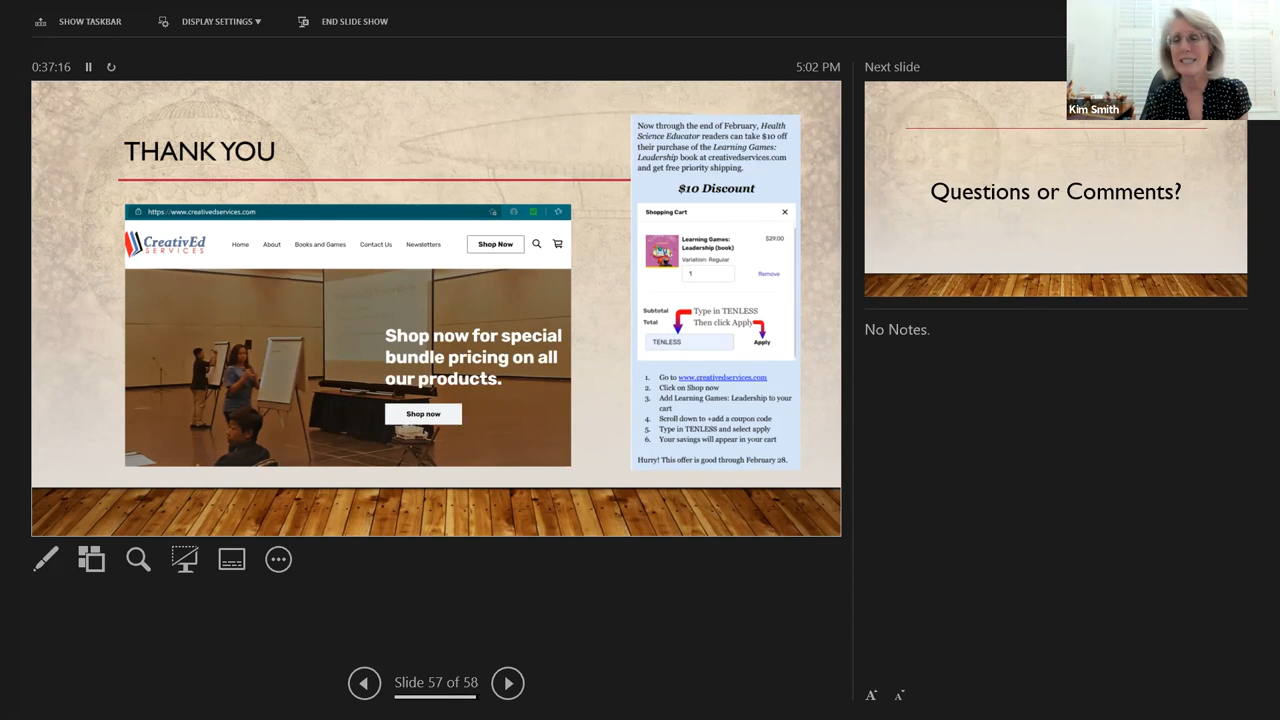 SHOW TASKBAR
DISPLAY SETTINGS
END SLIDE SHOW
0:37:16
5:02 PM
Next slide
Kim Smith
THANK YOU
https://www.creativedservices.com
CreativEd
SERVICES
Home
About
Books and Games
Contact Us
Newsletters
Shop Now
Shop now for special
bundle pricing on all
our products.
Shop now
Now through the end of February, Health
Science Educator readers can take $10 off
their purchase of the Learning Games:
Leadership book at creativedservices.com
and get free priority shipping.
$10 Discount
Shopping Cart
Learning Games:
Leadership (book)
$29.00
Variation: Regular
1
Remove
Subtotal
Type in TENLESS
Total
Then click Apply
TENLESS
Apply
1. Go to www.creativedservices.com
2. Click on Shop now
3. Add Learning Games: Leadership to your
cart
4. Scroll down to +add a coupon code
5. Type in TENLESS and select apply
6. Your savings will appear in your cart
Hurry! This offer is good through February 28.
Questions or Comments?
No Notes.
Slide 57 of 58
A
A